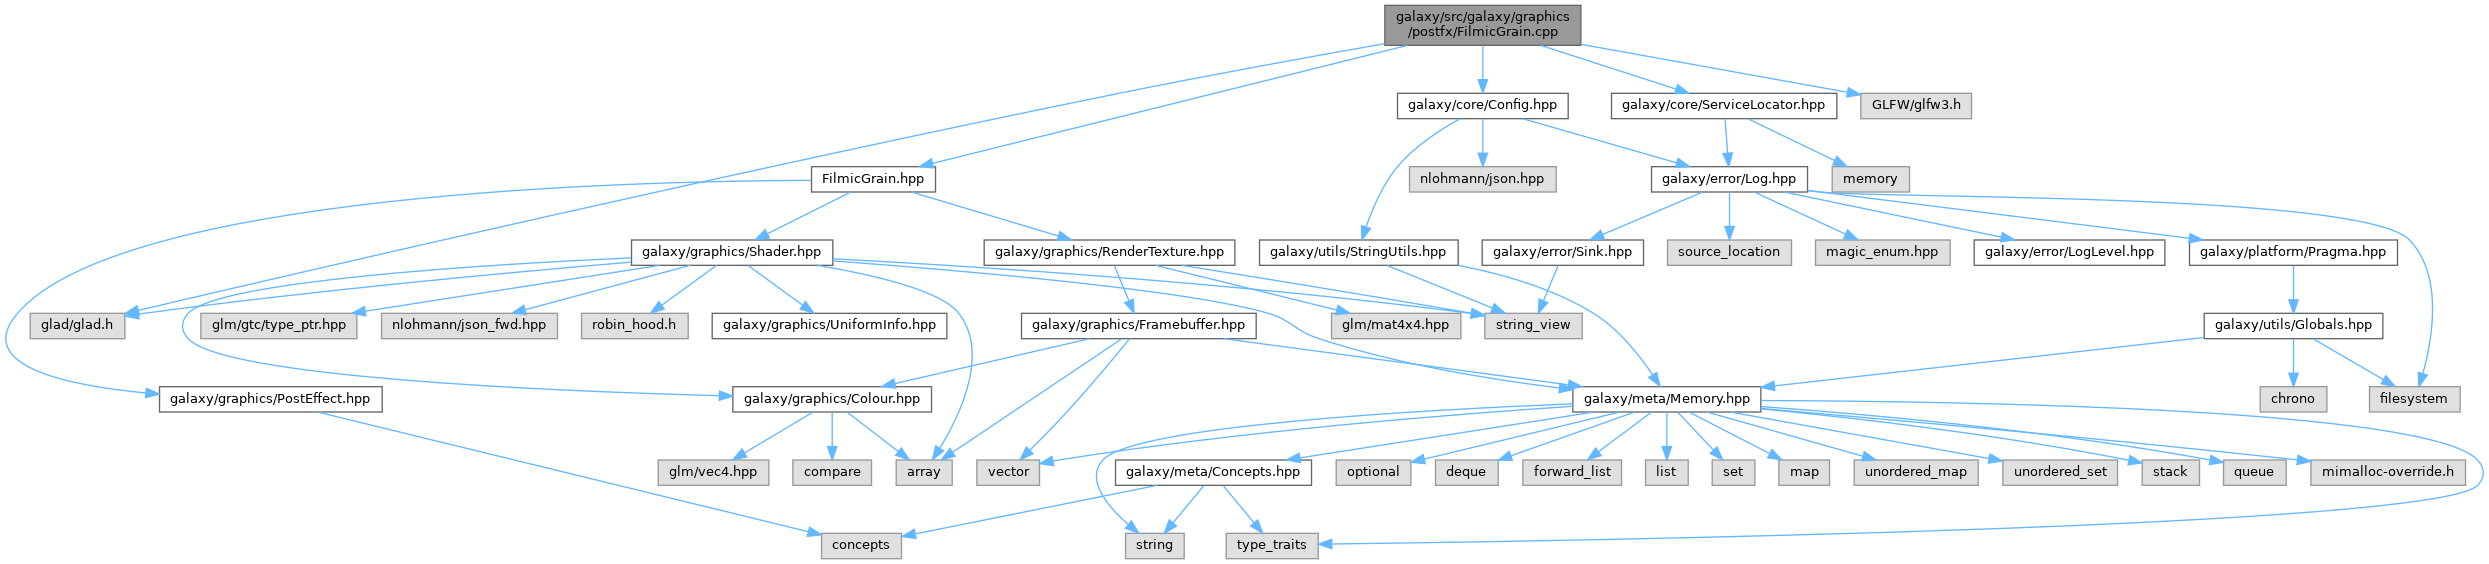 galaxy/src/galaxy/graphics
/postfx/FilmicGrain.cpp
galaxy/core/Config.hpp
galaxy/core/ServiceLocator.hpp
GLFW/glfw3.h
FilmicGrain.hpp
nlohmann/json.hpp
galaxy/error/Log.hpp
memory
galaxy/graphics/Shader.hpp
galaxy/graphics/RenderTexture.hpp
galaxy/utils/StringUtils.hpp
galaxy/error/Sink.hpp
source_location
magic_enum.hpp
galaxy/error/LogLevel.hpp
galaxy/platform/Pragma.hpp
glad/glad.h
glm/gtc/type_ptr.hpp
nlohmann/json_fwd.hpp
robin_hood.h
galaxy/graphics/UniformInfo.hpp
galaxy/graphics/Framebuffer.hpp
glm/mat4x4.hpp
string_view
galaxy/utils/Globals.hpp
galaxy/graphics/PostEffect.hpp
galaxy/graphics/Colour.hpp
galaxy/meta/Memory.hpp
chrono
filesystem
glm/vec4.hpp
compare
array
vector
galaxy/meta/Concepts.hpp
optional
deque
forward_list
list
set
map
unordered_map
unordered_set
stack
queue
mimalloc-override.h
concepts
string
type_traits